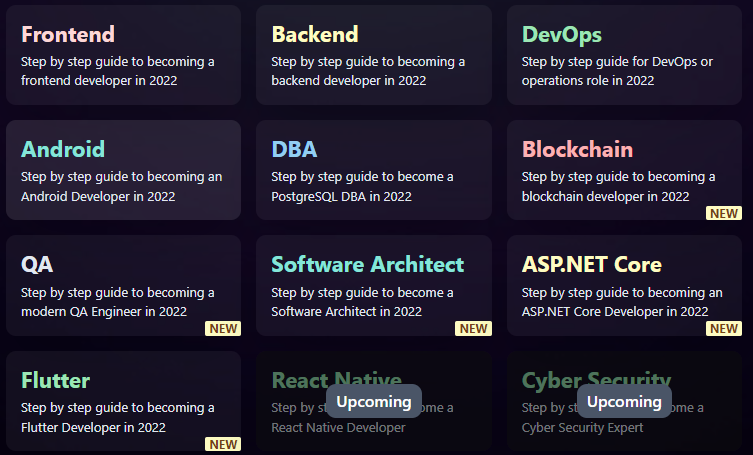 Frontend
Step by step guide to becoming a
frontend developer in 2022
Backend
Step by step guide to becoming a
backend developer in 2022
DevOps
Step by step guide for DevOps or
operations role in 2022
Android
Step by step guide to becoming an
Android Developer in 2022
DBA
Step by step guide to become a
PostgreSQL DBA in 2022
Blockchain
Step by step guide to becoming a
blockchain developer in 2022
NEW
QA
Step by step guide to becoming a
modern QA Engineer in 2022
NEW
Software Architect
Step by step guide to become a
Software Architect in 2022
NEW
ASP.NET Core
Step by step guide to becoming an
ASP.NET Core Developer in 2022
NEW
Flutter
Step by step guide to becoming a
Flutter Developer in 2022
NEW
React Native
Upcoming
Step by a
React Native Developer
Cyber Security
Upcoming
Step by a
Cyber Security Expert